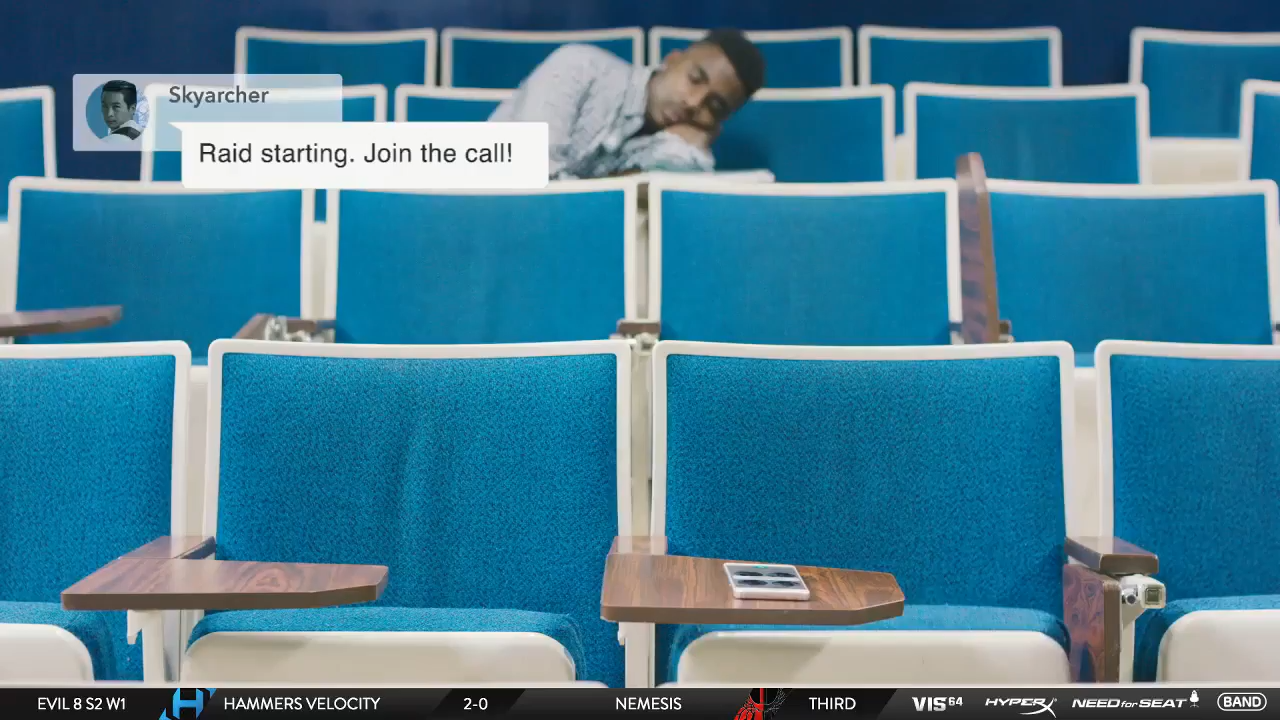 Skyarcher
Raid starting. Join the call!
EVIL 8 S2 W1 HAMMERS VELOCITY 2-0 NEMESIS THIRD VIS64 HYPERX NEED for SEAT BAND